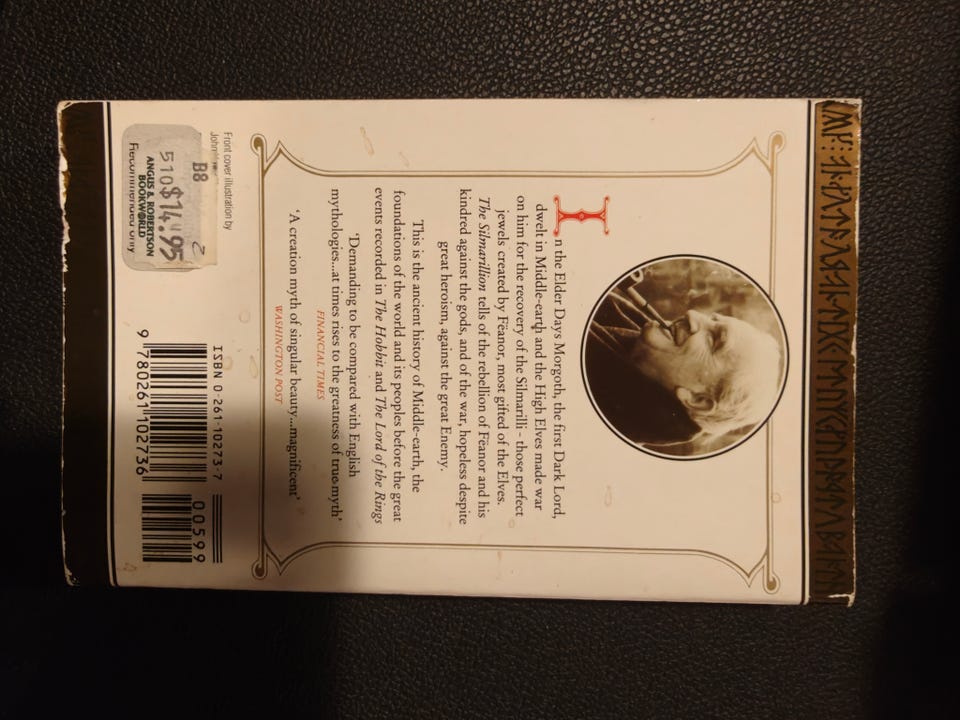 In the Elder Days Morgoth, the first Dark Lord,
dwelt in Middle-earth and the High Elves made war
on him for the recovery of the Silmarilli - those perfect
jewels created by Fëanor, most gifted of the Elves.
The Silmarillion tells of the rebellion of Fëanor and his
kindred against the gods, and of the war, hopeless despite
great heroism, against the great Enemy.
This is the ancient history of Middle-earth, the
foundations of the world and its peoples before the great
events recorded in The Hobbit and The Lord of the Rings
‘Demanding to be compared with English
mythologies...at times rises to the greatness of true myth’
FINANCIAL TIMES
‘A creation myth of singular beauty...magnificent’
WASHINGTON POST
Front cover illustration by
John
B8 2
510 $14.95
ANGUS & ROBERTSON
BOOKWORLD
Recommended only
ISBN 0-261-10273-7
00599
9 780261 102736